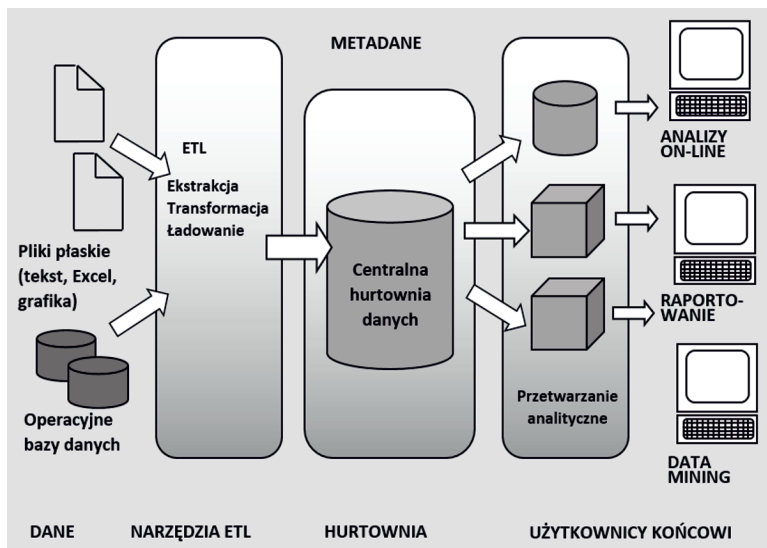 METADANE
ETL
Ekstrakcja
Transformacja
Ładowanie
Pliki płaskie
(tekst, Excel,
grafika)
Operacyjne
bazy danych
Centralna
hurtownia
danych
Przetwarzanie
analityczne
ANALIZY
ON-LINE
RAPORTO-
WANIE
DATA
MINING
DANE
NARZĘDZIA ETL
HURTOWNIA
UŻYTKOWNICY KOŃCOWI